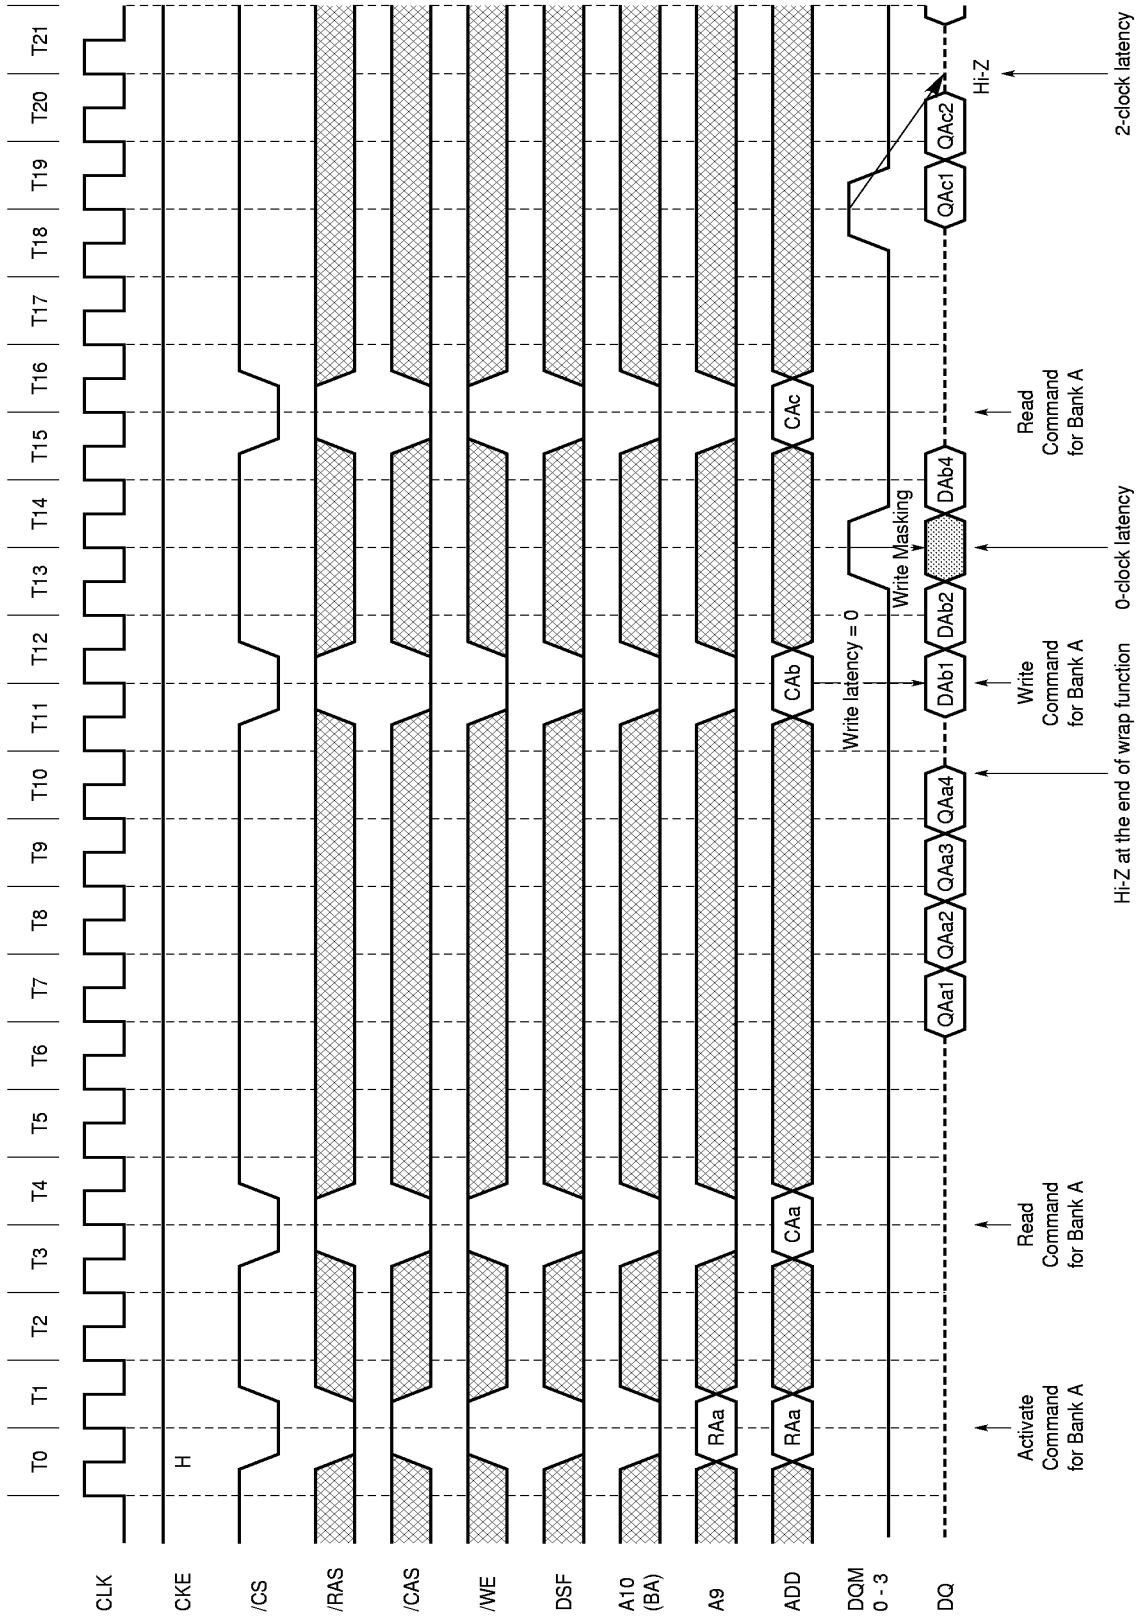 T0 T1 T2 T3 T4 T5 T6 T7 T8 T9 T10 T11 T12 T13 T14 T15 T16 T17 T18 T19 T20 T21
CLK
CKE H
/CS
/RAS
/CAS
/WE
DSF
A10
(BA)
A9 RAa
ADD RAa CAa CAb CAc
DQM
0 - 3
Write latency = 0
Write Masking
DQ QAa1 QAa2 QAa3 QAa4 DAb1 DAb2 DAb4 QAc1 QAc2
Hi-Z
Activate
Command
for Bank A
Read
Command
for Bank A
Write
Command
for Bank A
Read
Command
for Bank A
Hi-Z at the end of wrap function
0-clock latency
2-clock latency